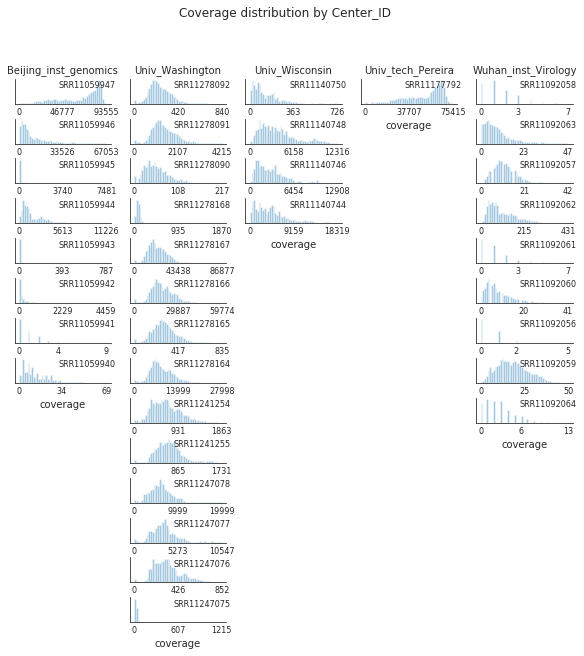 Coverage distribution by Center_ID
Beijing_inst_genomics
SRR11059947
0 46777 93555
SRR11059946
0 33526 67053
SRR11059945
0 3740 7481
SRR11059944
0 5613 11226
SRR11059943
0 393 787
SRR11059942
0 2229 4459
SRR11059941
0 4 9
SRR11059940
0 34 69
coverage
Univ_Washington
SRR11278092
0 420 840
SRR11278091
0 2107 4215
SRR11278090
0 108 217
SRR11278168
0 935 1870
SRR11278167
0 43438 86877
SRR11278166
0 29887 59774
SRR11278165
0 417 835
SRR11278164
0 13999 27998
SRR11241254
0 931 1863
SRR11241255
0 865 1731
SRR11247078
0 9999 19999
SRR11247077
0 5273 10547
SRR11247076
0 426 852
SRR11247075
0 607 1215
coverage
Univ_Wisconsin
SRR11140750
0 363 726
SRR11140748
0 6158 12316
SRR11140746
0 6454 12908
SRR11140744
0 9159 18319
coverage
Univ_tech_Pereira
SRR11177792
0 37707 75415
coverage
Wuhan_inst_Virology
SRR11092058
0 3 7
SRR11092063
0 23 47
SRR11092057
0 21 42
SRR11092062
0 215 431
SRR11092061
0 3 7
SRR11092060
0 20 41
SRR11092056
0 2 5
SRR11092059
0 25 50
SRR11092064
0 6 13
coverage